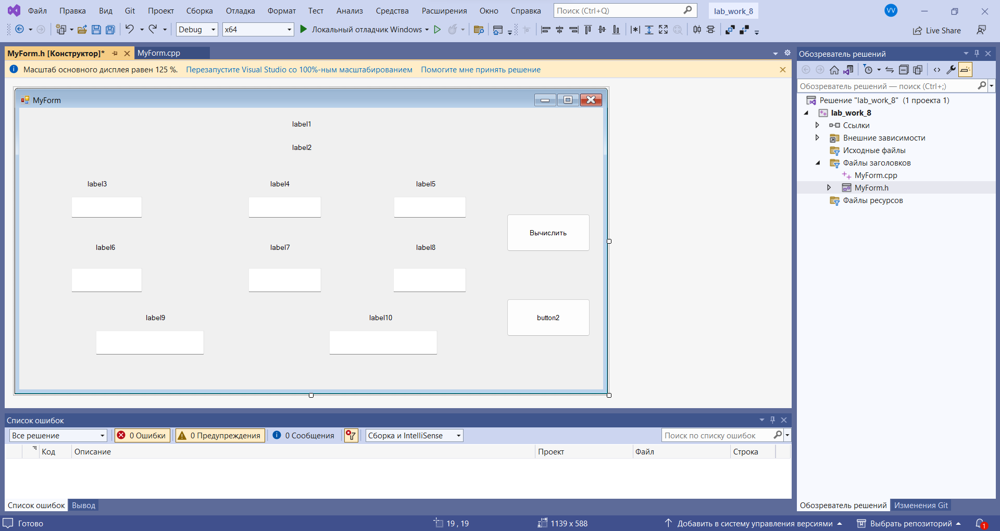 Файл Правка Вид Git Проект Сборка Отладка Формат Тест Анализ Средства Расширения Окно Справка Поиск (Ctrl+Q) lab_work_8 VV
Debug x64 Локальный отладчик Windows Live Share
MyForm.h [Конструктор]* MyForm.cpp
Масштаб основного дисплея равен 125 %. Перезапустите Visual Studio со 100%-ным масштабированием Помогите мне принять решение
MyForm
label1
label2
label3 label4 label5
Вычислить
label6 label7 label8
label9 label10 button2
Обозреватель решений
Обозреватель решений — поиск (Ctrl+;)
Решение "lab_work_8" (1 проекта 1)
lab_work_8
Ссылки
Внешние зависимости
Исходные файлы
Файлы заголовков
MyForm.cpp
MyForm.h
Файлы ресурсов
Список ошибок
Все решение 0 Ошибки 0 Предупреждения 0 Сообщения Сборка и IntelliSense Поиск по списку ошибок
Код Описание Проект Файл Строка
Список ошибок Вывод
Обозреватель решений Изменения Git
Готово 19 , 19 1139 x 588 Добавить в систему управления версиями Выбрать репозиторий 1